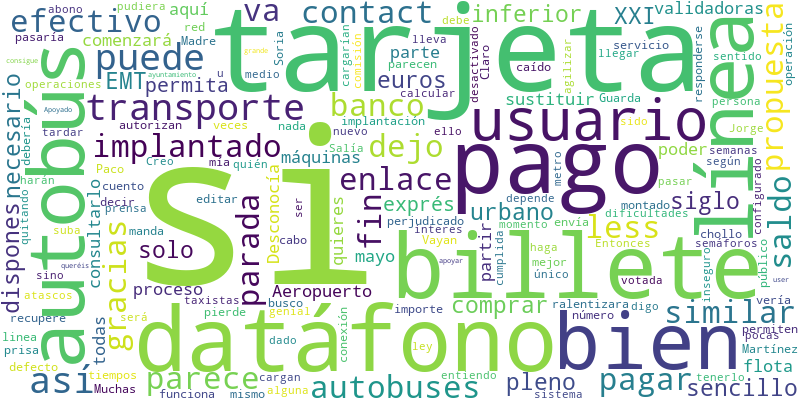 si
tarjeta
pago
billete
datáfono
autobús
línea
usuario
bien
transporte
efectivo
puede
contact
va
aquí
inferior
XXI
validadoras
operación
propuesta
banco
dejo
implantado
enlace
exprés
urbano
less
siglo
poder
saldo
similar
sencillo
flota
pagar
pleno
comprar
autobuses
parece
así
gracias
dispones
necesario
consultarlo
parada
fin
solo
proceso
máquinas
EMT
permita
euros
parte
sustituir
mayo
partir
quieres
Desconocía
Aeropuerto
comenzará
abono
pudiera
pasaría
red
Madre
Soria
comisión
lleva
cargarían
parecen
calcular
desactivado
Claro
debe
servicio
llegar
responderse
caído
agilizar
sentido
operaciones
consigue
grande
ayuntamiento
Apoyado
u
medio
autorizan
veces
implantación
nuevo
ello
Guarda
sido
persona
Jorge
tardar
nada
Salía
metro
semanas
según
debería
quitando
harán
Paco
Creo
mía
quién
cuento
decir
editar
ser
cabo
perjudicado
interes
Vayan
momento
cumplida
depende
envía
montado
dificultades
pasar
configurado
chollo
semáforos
inseguro
público
vería
prensa
manda
suba
queréis
sino
taxistas
será
busco
pierde
genial
dado
conexión
importe
número
único
haga
mejor
ralentizara
digo
votada
permiten
pocas
Martínez
tenerlo
linea
recupere
todas
prisa
atascos
defecto
tiempos
Muchas
funciona
cargan
mismo
alguna
ley
entiendo
sistema
apoyar
user